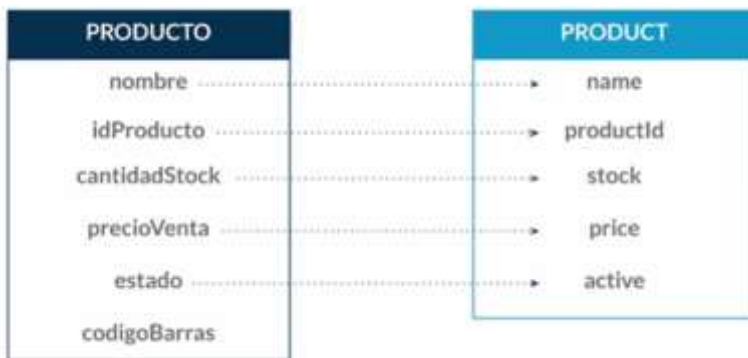 PRODUCTO
PRODUCT
nombre
name
idProducto
productId
cantidadStock
stock
precioVenta
price
estado
active
codigoBarras